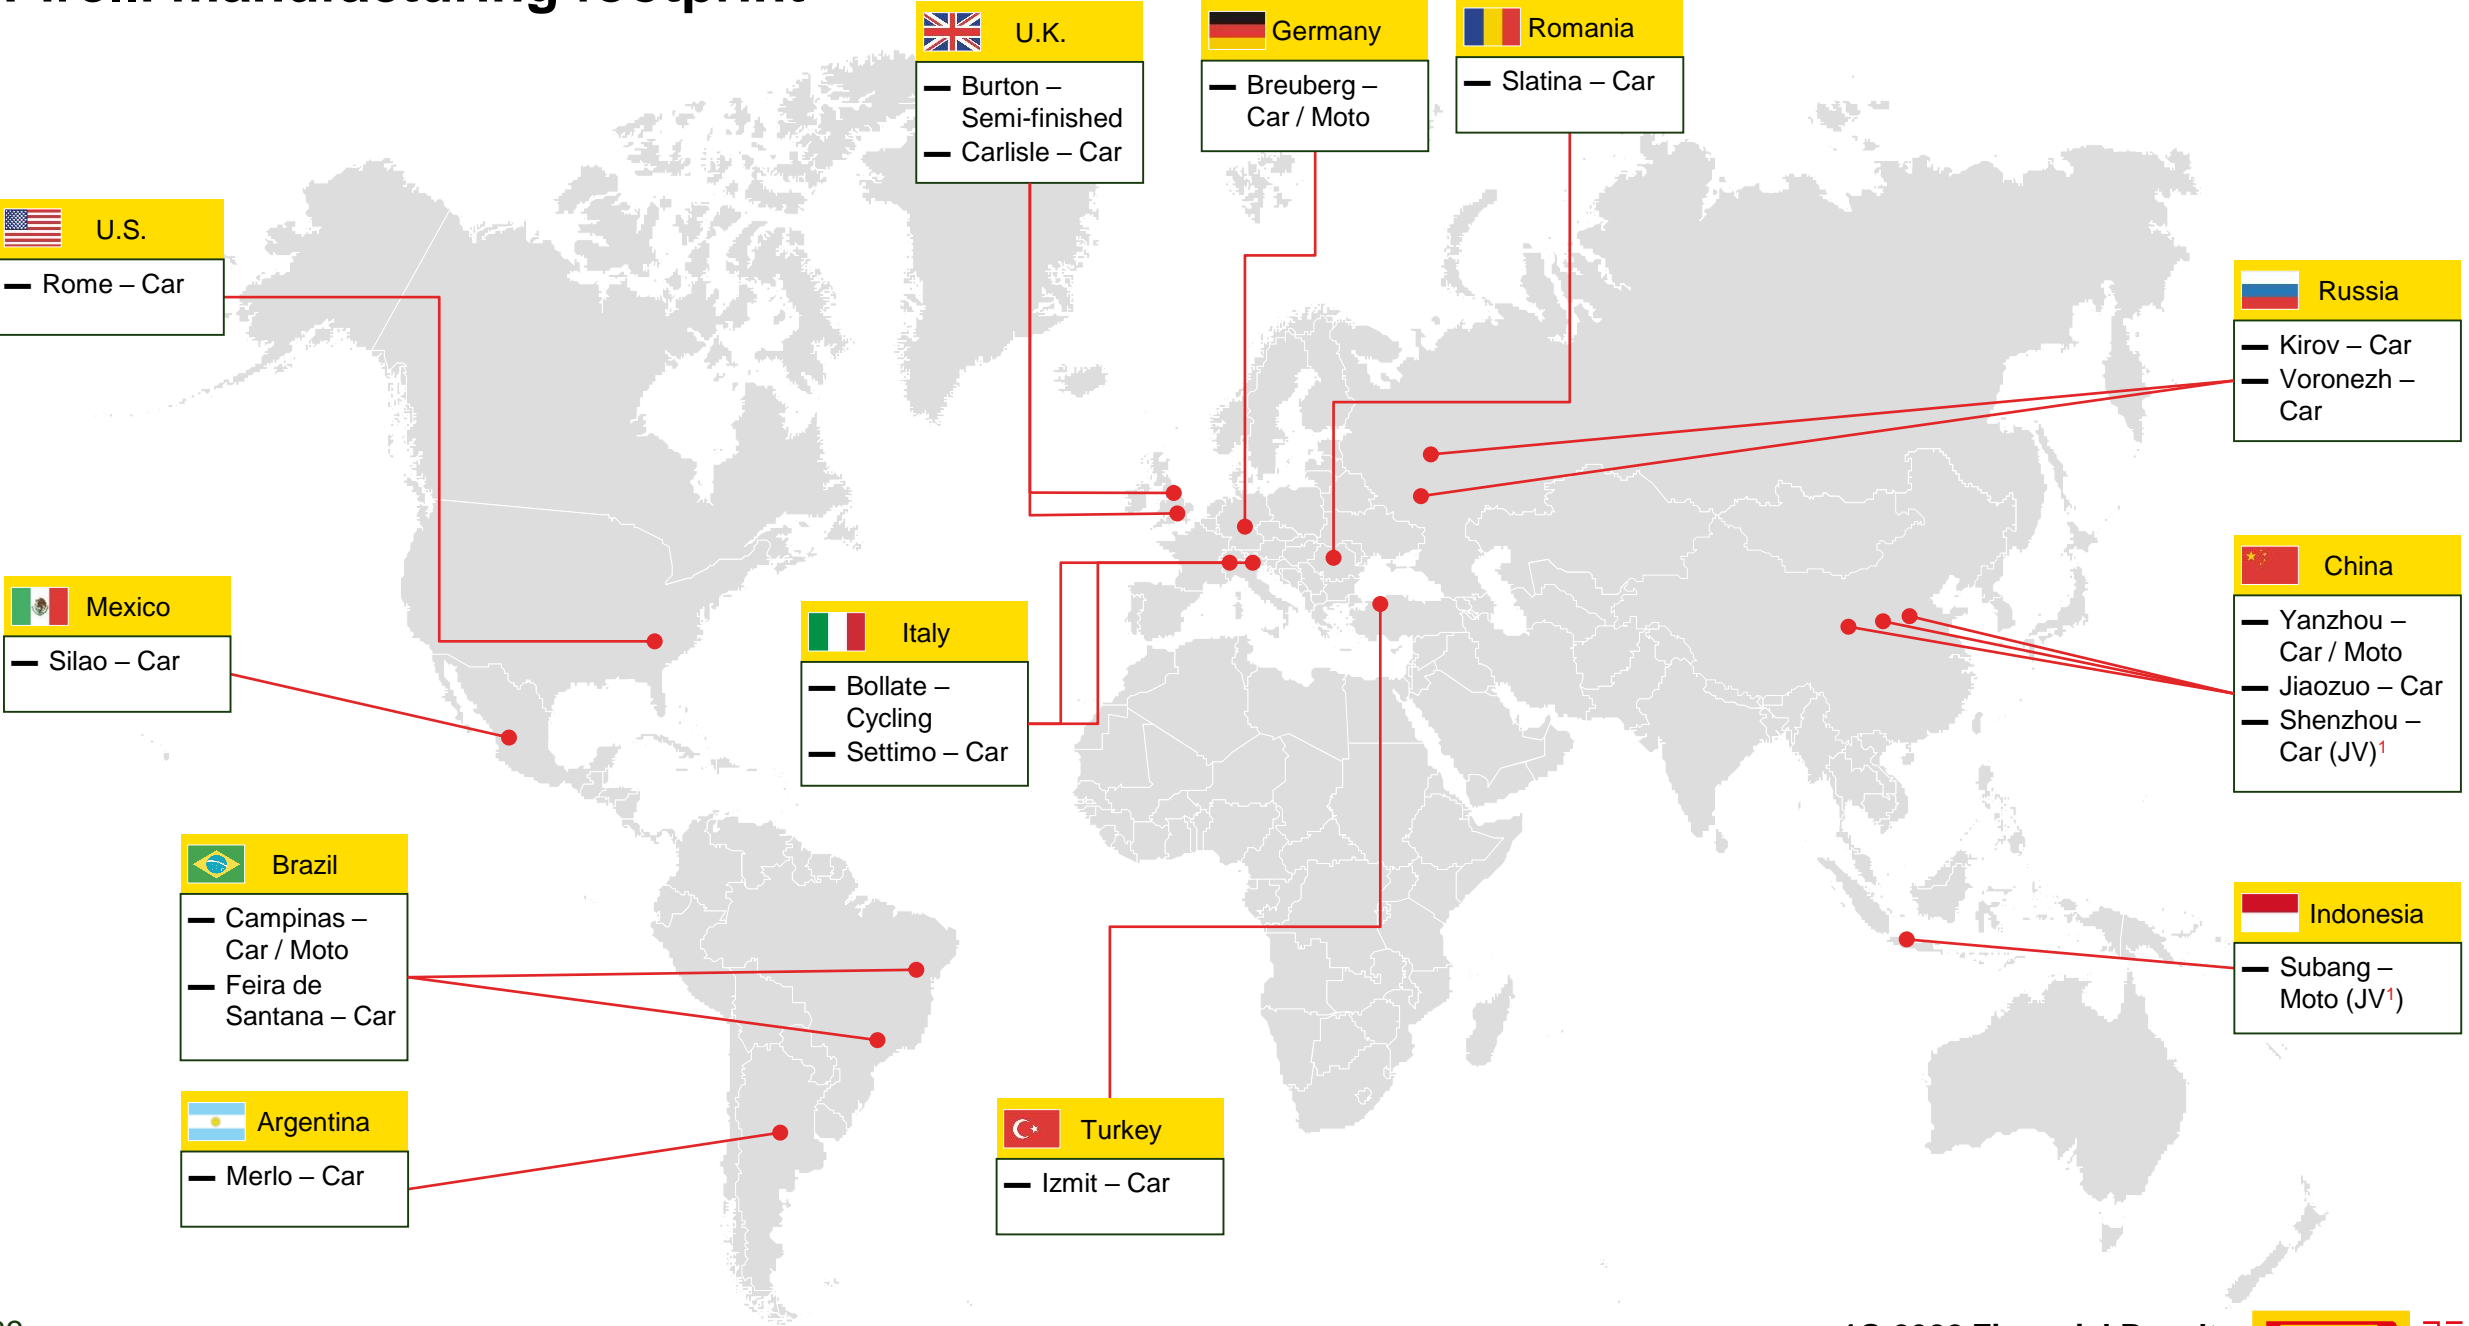 manufacturing footprint
U.K.
— Burton –
Semi-finished
— Carlisle – Car
Germany
— Breuberg –
Car / Moto
Romania
— Slatina – Car
U.S.
— Rome – Car
Russia
— Kirov – Car
— Voronezh –
Car
Mexico
— Silao – Car
Italy
— Bollate –
Cycling
— Settimo – Car
China
— Yanzhou –
Car / Moto
— Jiaozuo – Car
— Shenzhou –
Car (JV)¹
Brazil
— Campinas –
Car / Moto
— Feira de
Santana – Car
Indonesia
— Subang –
Moto (JV¹)
Argentina
— Merlo – Car
Turkey
— Izmit – Car